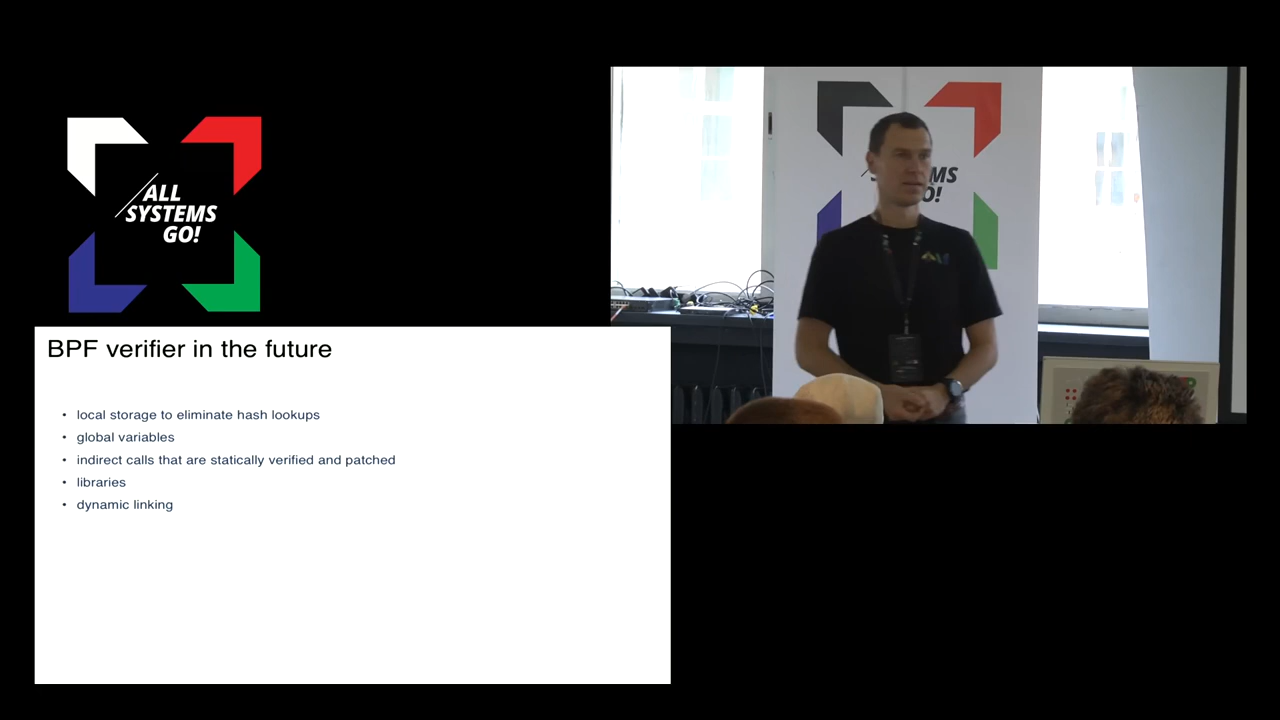 ALL
SYSTEMS
GO!
BPF verifier in the future
• local storage to eliminate hash lookups
• global variables
• indirect calls that are statically verified and patched
• libraries
• dynamic linking
MS
O!